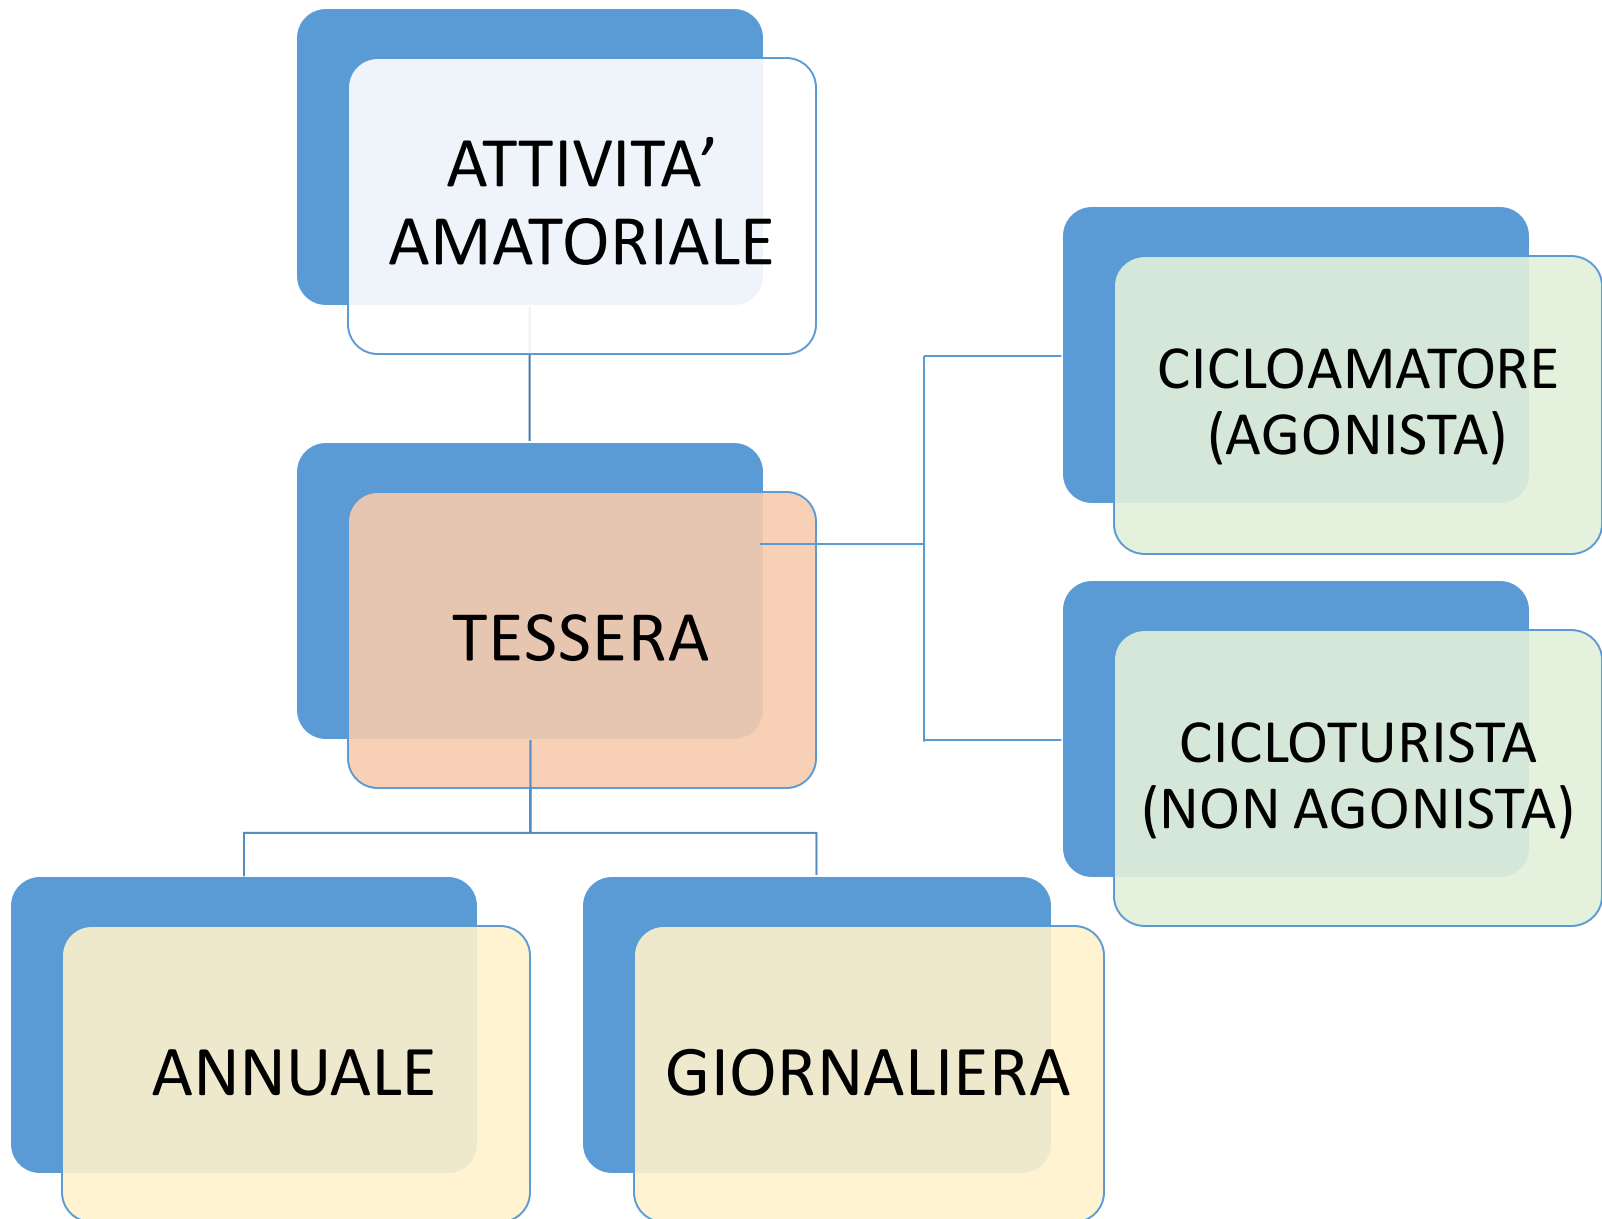 ATTIVITA’
AMATORIALE
CICLOAMATORE
(AGONISTA)
TESSERA
CICLOTURISTA
(NON AGONISTA)
ANNUALE
GIORNALIERA